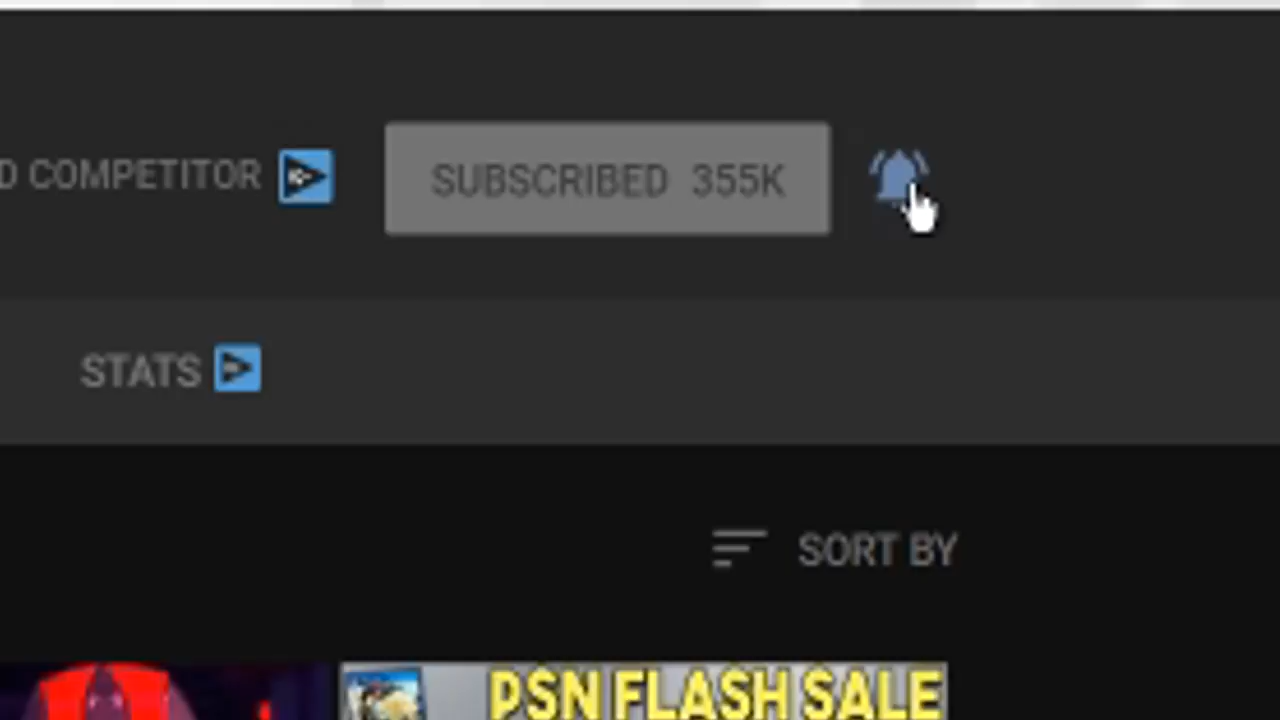 D COMPETITOR
SUBSCRIBED 355K
STATS
SORT BY
PSN FLASH SALE